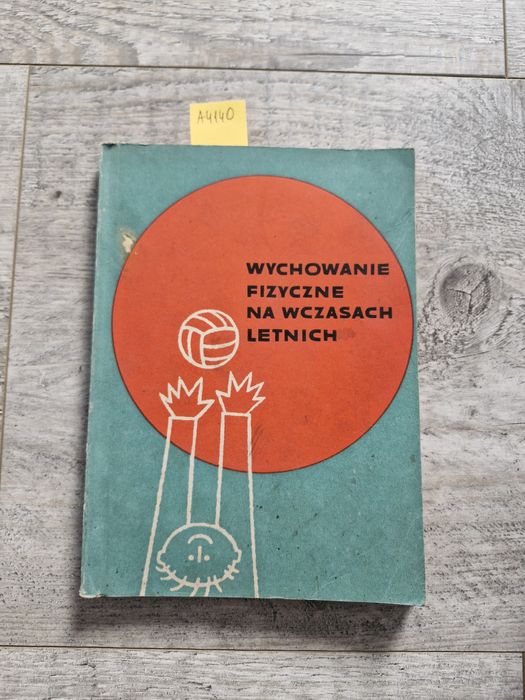 A4140
WYCHOWANIE
FIZYCZNE
NA WCZASACH
LETNICH